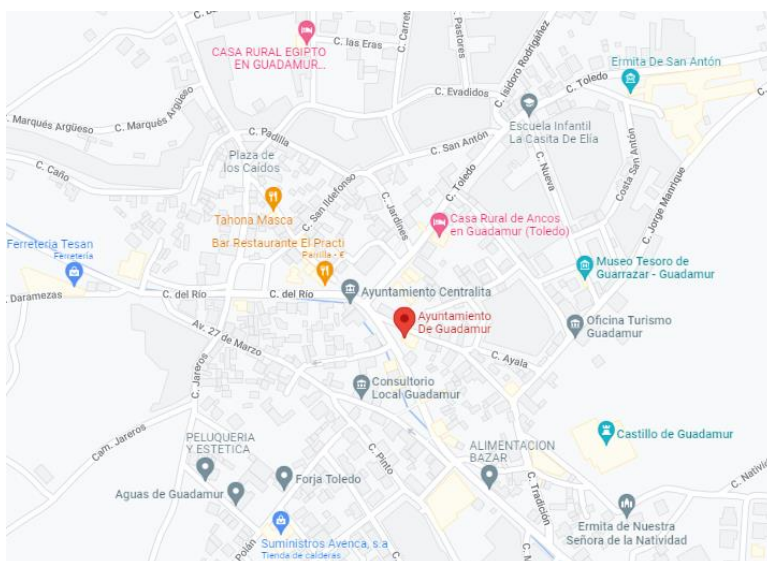 CASA RURAL EGIPTO
EN GUADAMUR...
C. las Eras
C. Carret
Pastores
C. Isidoro Rodrigáñez
Ermita De San Antón
C. Toledo
C. Evadidos
Escuela Infantil
La Casita De Elía
C. Marqués Argüeso
C. Marqués Argüeso
C. Padilla
C. San Antón
Plaza de
los Caídos
C. Caño
C. San Ildefonso
C. Jardines
C. Toledo
C. Nueva
Costa San Antón
C. Jorge Manrique
Tahona Masca
Casa Rural de Ancos
en Guadamur (Toledo)
Ferretería Tesan
Ferretería
Bar Restaurante El Practi
Parrilla • €
Museo Tesoro de
Guarrazar - Guadamur
Daramezas
C. del Río
C. del Río
Ayuntamiento Centralita
Ayuntamiento
De Guadamur
Oficina Turismo
Guadamur
Av. 27 de Marzo
C. Ayala
C. Jareros
Consultorio
Local Guadamur
Cam. Jareros
PELUQUERIA
Y ESTETICA
C. Pinto
ALIMENTACION
BAZAR
Castillo de Guadamur
Forja Toledo
Aguas de Guadamur
C. Tradición
C. Nativid
Polán
Suministros Avenca, s.a
Tienda de calderas
Ermita de Nuestra
Señora de la Natividad